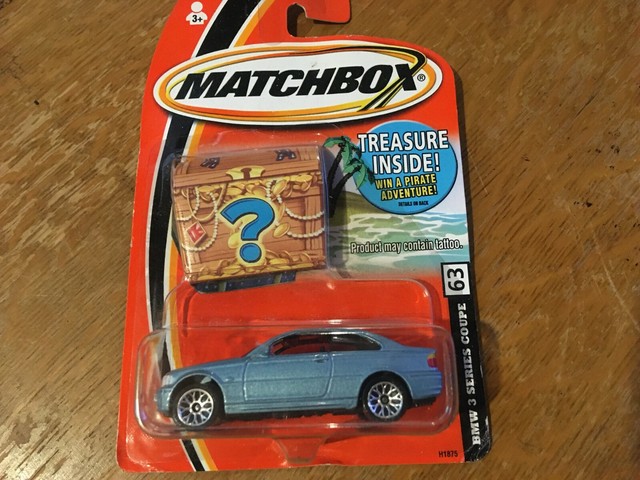 3+
MATCHBOX®
TREASURE
INSIDE!
WIN A PIRATE
ADVENTURE!
DETAILS ON BACK
?
Product may contain tattoo.
63
BMW 3 SERIES COUPE
H1875